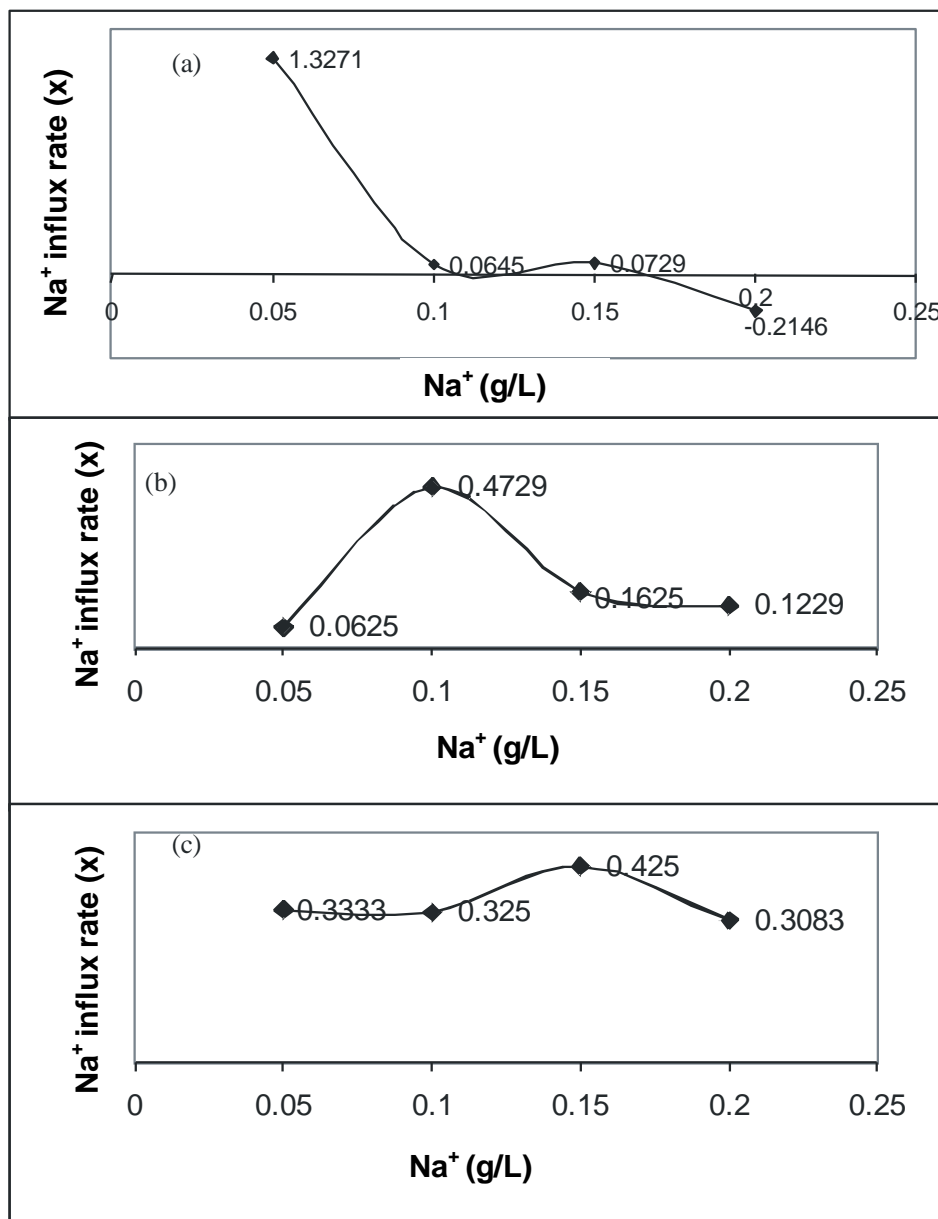 (a)
Na⁺ influx rate (x)
1.3271
0.0645
0.0729
-0.2146
0 0.05 0.1 0.15 0.2 0.25
Na⁺ (g/L)
(b)
Na⁺ influx rate (x)
0.0625
0.4729
0.1625
0.1229
0 0.05 0.1 0.15 0.2 0.25
Na⁺ (g/L)
(c)
Na⁺ influx rate (x)
0.3333
0.325
0.425
0.3083
0 0.05 0.1 0.15 0.2 0.25
Na⁺ (g/L)